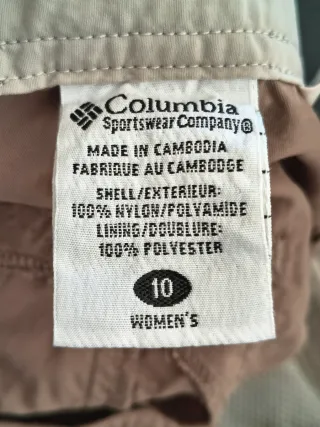 Columbia
Sportswear Company®
MADE IN CAMBODIA
FABRIQUE AU CAMBODGE
SHELL/EXTERIEUR:
100% NYLON/POLYAMIDE
LINING/DOUBLURE:
100% POLYESTER
10
WOMEN'S